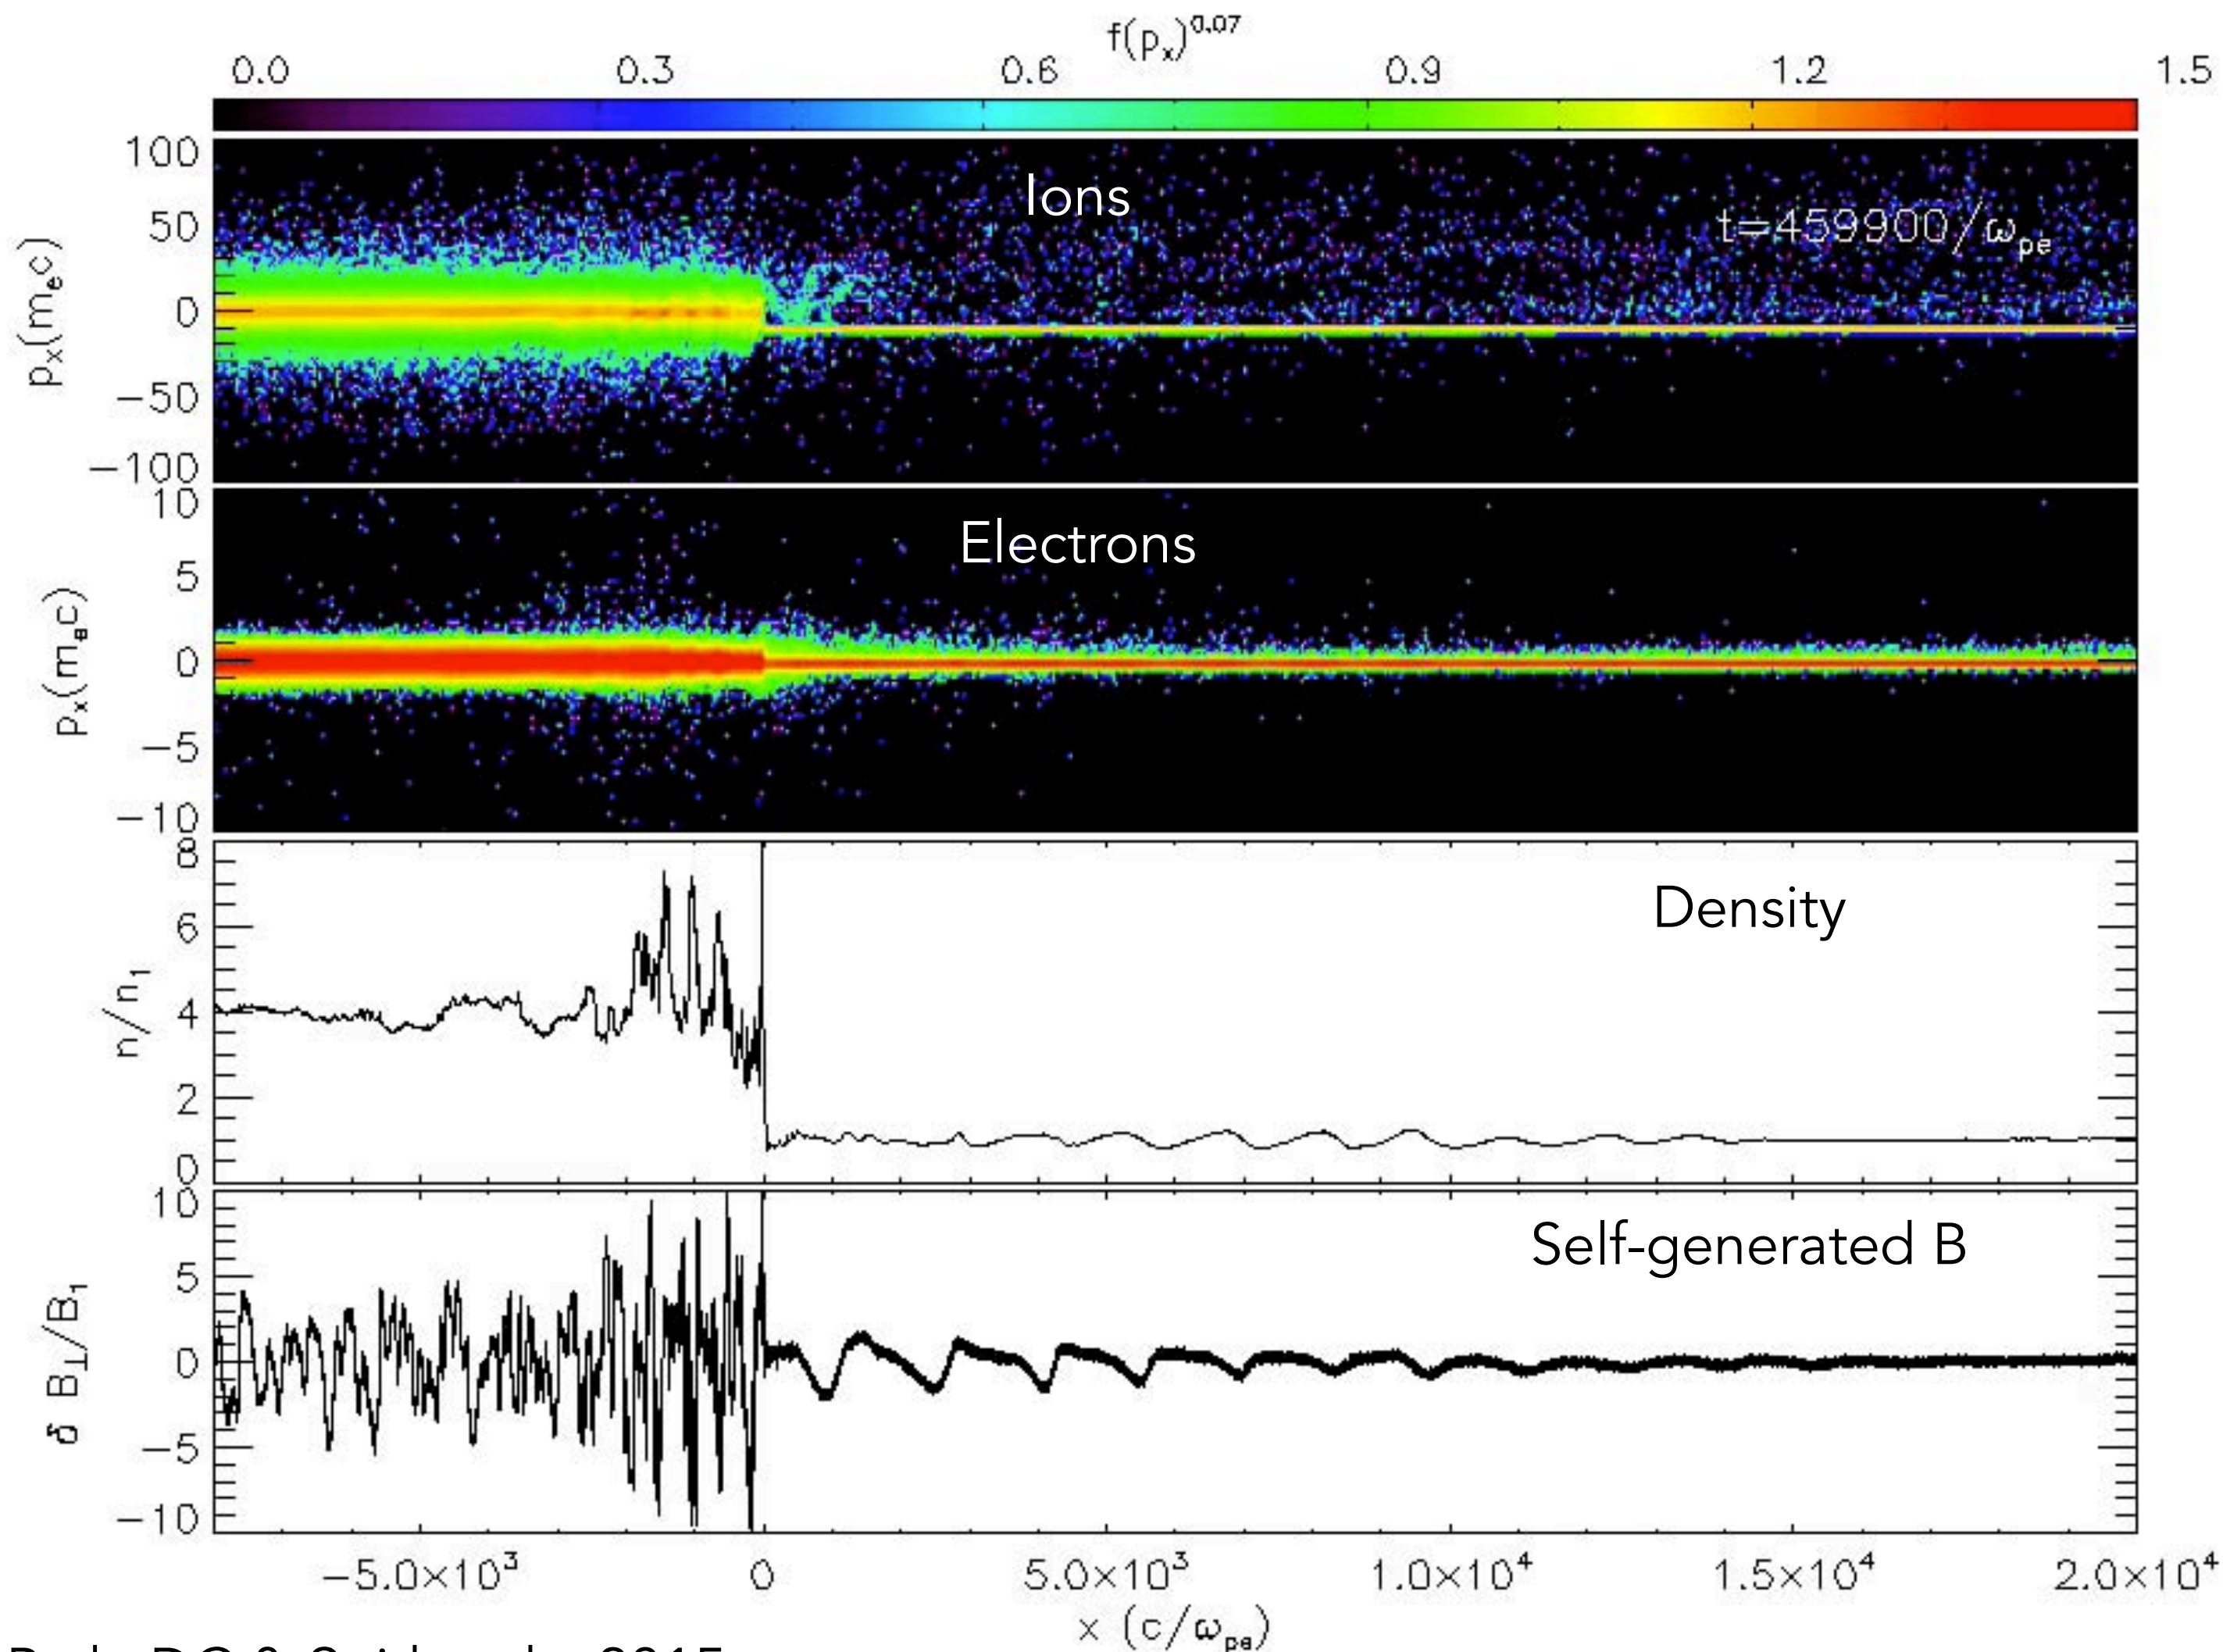 f(pₓ)^0.07
0.0 0.3 0.6 0.9 1.2 1.5
pₓ(mₑc)
100
50
0
−50
−100
Ions
t=459900/ωₚₑ
pₓ(mₑc)
10
5
0
−5
−10
Electrons
n/n₁
8
6
4
2
0
Density
δ B⊥/B₁
10
5
0
−5
−10
Self-generated B
−5.0×10³ 0 5.0×10³ 1.0×10⁴ 1.5×10⁴ 2.0×10⁴
x (c/ωₚₑ)